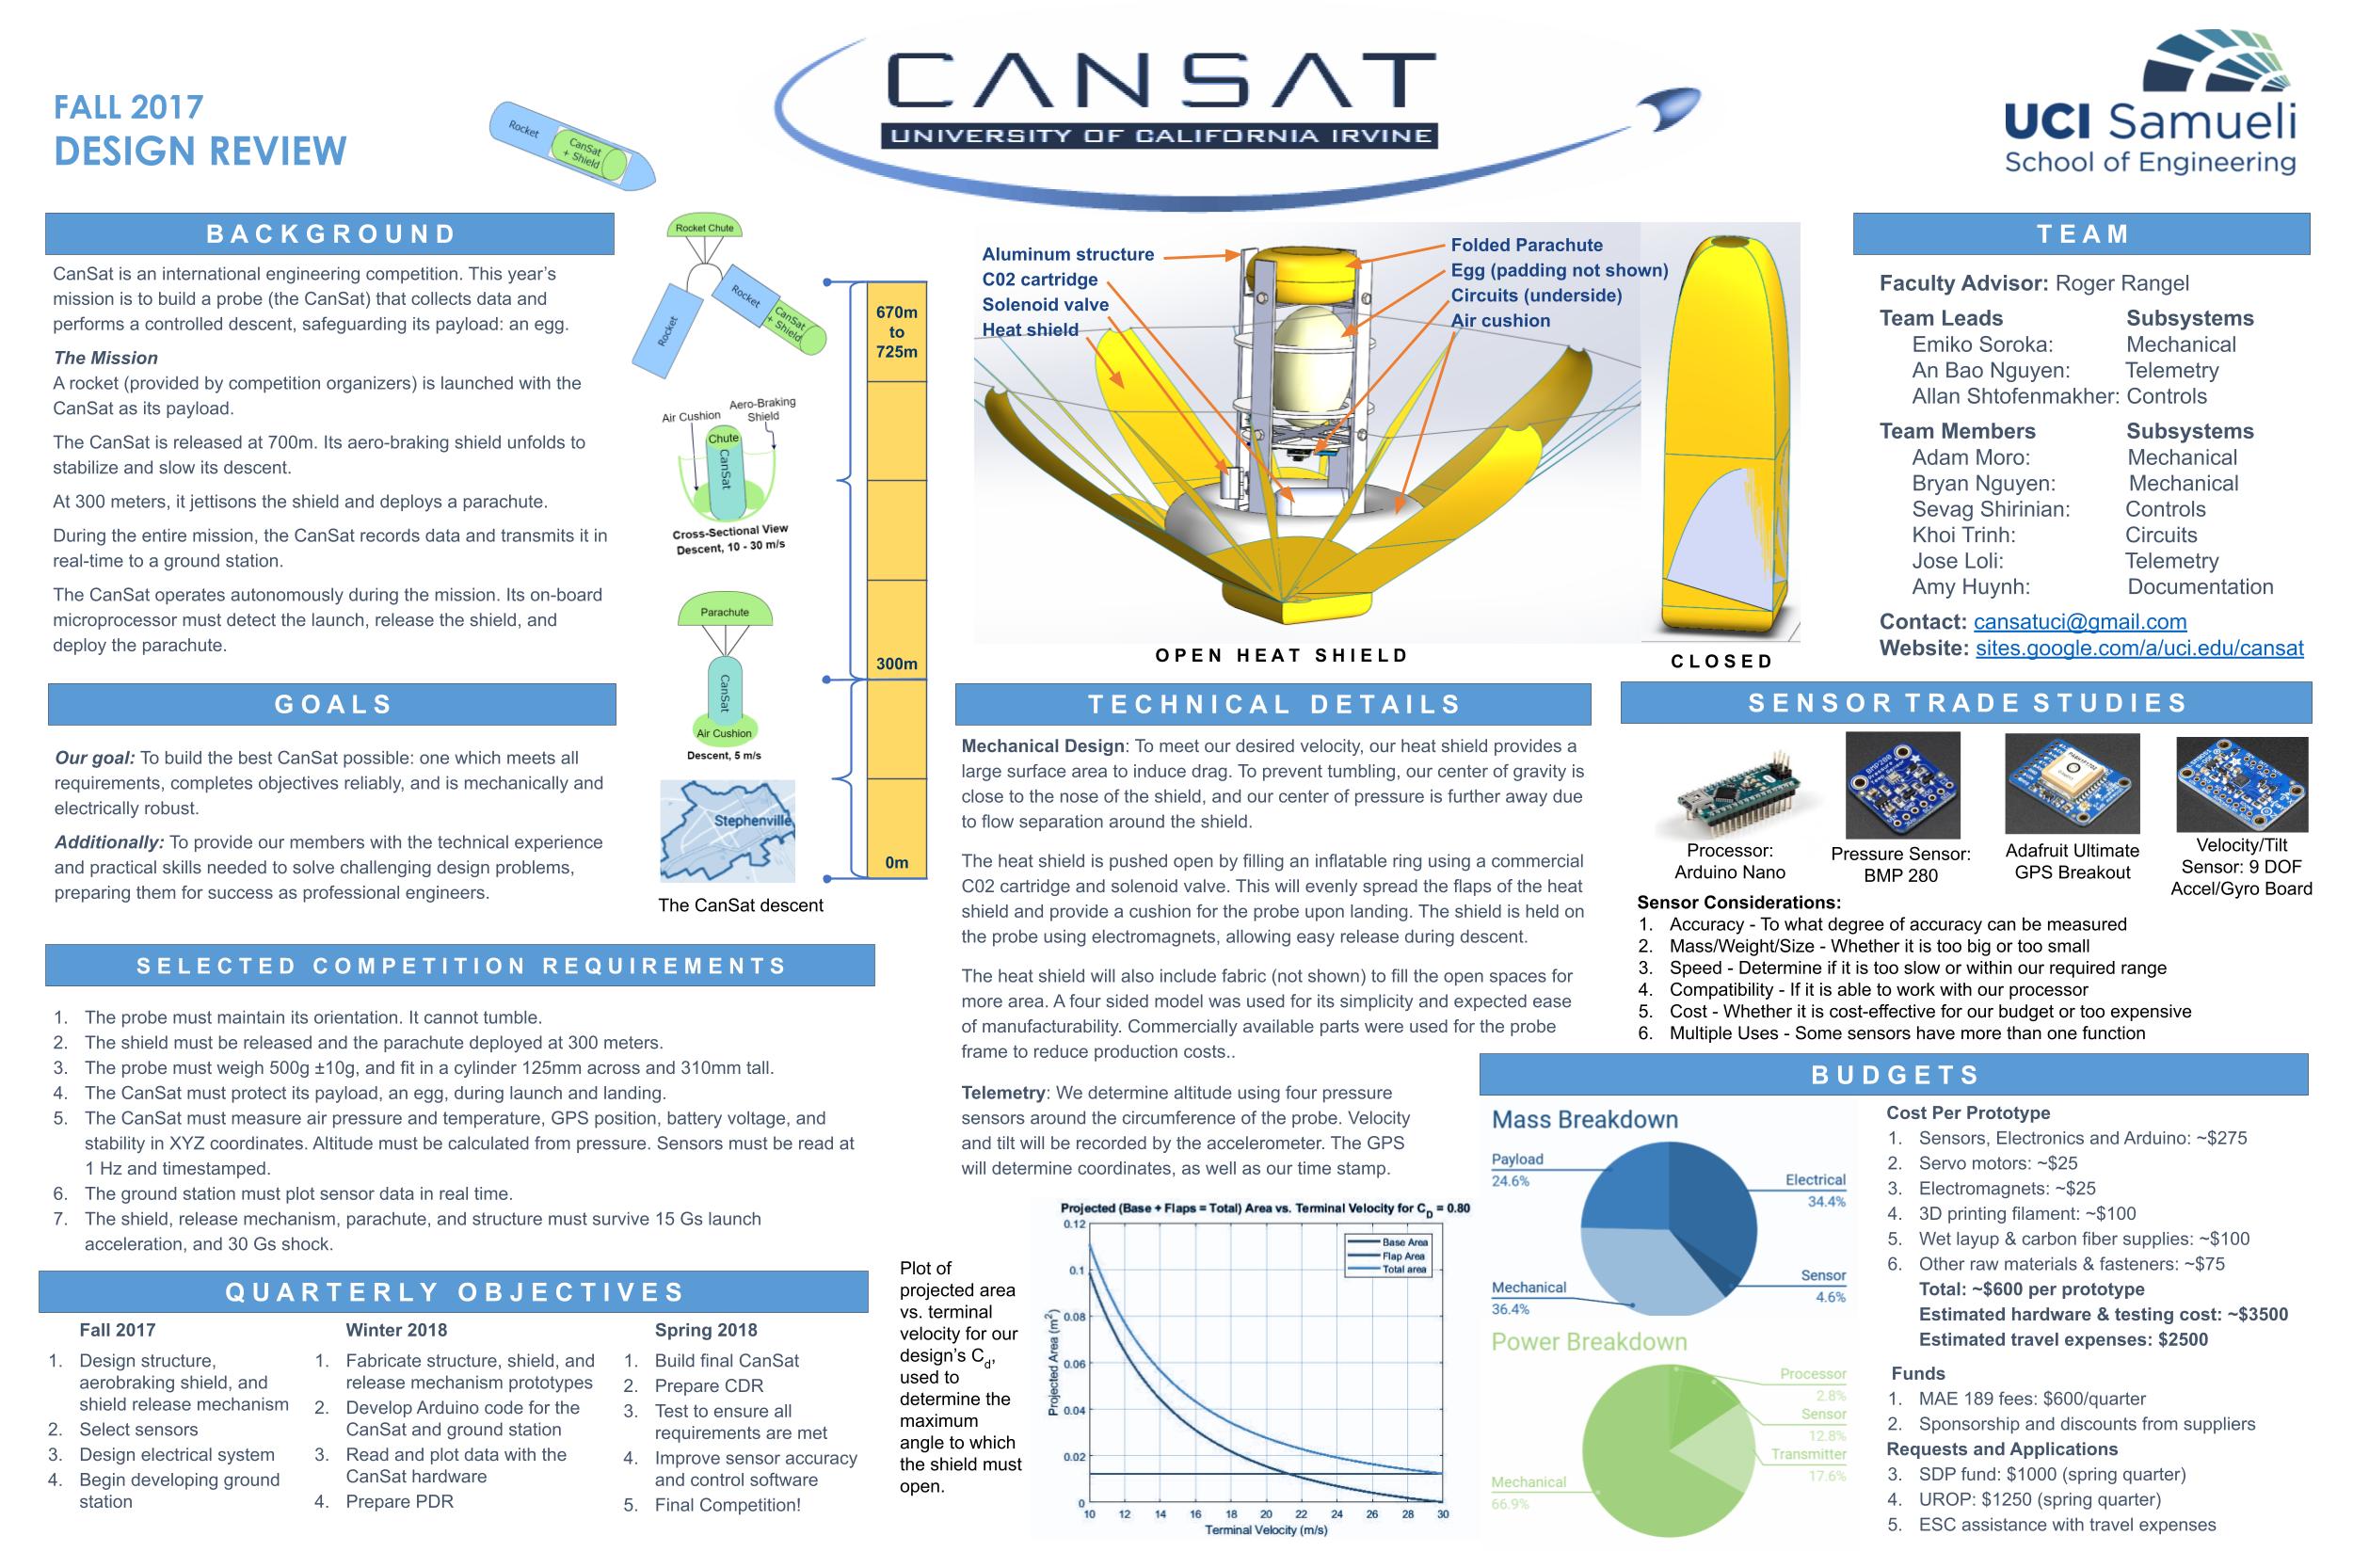 FALL 2017
DESIGN REVIEW
Rocket
CanSat
+ Shield
CANSAT
UNIVERSITY OF CALIFORNIA IRVINE
UCI Samueli
School of Engineering
BACKGROUND
CanSat is an international engineering competition. This year's
mission is to build a probe (the CanSat) that collects data and
performs a controlled descent, safeguarding its payload: an egg.
The Mission
A rocket (provided by competition organizers) is launched with the
CanSat as its payload.
The CanSat is released at 700m. Its aero-braking shield unfolds to
stabilize and slow its descent.
At 300 meters, it jettisons the shield and deploys a parachute.
During the entire mission, the CanSat records data and transmits it in
real-time to a ground station.
The CanSat operates autonomously during the mission. Its on-board
microprocessor must detect the launch, release the shield, and
deploy the parachute.
GOALS
Our goal: To build the best CanSat possible: one which meets all
requirements, completes objectives reliably, and is mechanically and
electrically robust.
Additionally: To provide our members with the technical experience
and practical skills needed to solve challenging design problems,
preparing them for success as professional engineers.
Rocket Chute
Rocket
Rocket
CanSat
+ Shield
Air Cushion
Aero-Braking
Shield
Chute
CanSat
Cross-Sectional View
Descent, 10 - 30 m/s
Parachute
CanSat
Air Cushion
Descent, 5 m/s
Stephenville
The CanSat descent
670m
to
725m
300m
0m
Aluminum structure
C02 cartridge
Solenoid valve
Heat shield
Folded Parachute
Egg (padding not shown)
Circuits (underside)
Air cushion
OPEN HEAT SHIELD
CLOSED
TEAM
Faculty Advisor: Roger Rangel
Team Leads Subsystems
Emiko Soroka: Mechanical
An Bao Nguyen: Telemetry
Allan Shtofenmakher: Controls
Team Members Subsystems
Adam Moro: Mechanical
Bryan Nguyen: Mechanical
Sevag Shirinian: Controls
Khoi Trinh: Circuits
Jose Loli: Telemetry
Amy Huynh: Documentation
Contact: cansatuci@gmail.com
Website: sites.google.com/a/uci.edu/cansat
SELECTED COMPETITION REQUIREMENTS
1. The probe must maintain its orientation. It cannot tumble.
2. The shield must be released and the parachute deployed at 300 meters.
3. The probe must weigh 500g ±10g, and fit in a cylinder 125mm across and 310mm tall.
4. The CanSat must protect its payload, an egg, during launch and landing.
5. The CanSat must measure air pressure and temperature, GPS position, battery voltage, and
stability in XYZ coordinates. Altitude must be calculated from pressure. Sensors must be read at
1 Hz and timestamped.
6. The ground station must plot sensor data in real time.
7. The shield, release mechanism, parachute, and structure must survive 15 Gs launch
acceleration, and 30 Gs shock.
QUARTERLY OBJECTIVES
Fall 2017
1. Design structure,
aerobraking shield, and
shield release mechanism
2. Select sensors
3. Design electrical system
4. Begin developing ground
station
Winter 2018
1. Fabricate structure, shield, and
release mechanism prototypes
2. Develop Arduino code for the
CanSat and ground station
3. Read and plot data with the
CanSat hardware
4. Prepare PDR
Spring 2018
1. Build final CanSat
2. Prepare CDR
3. Test to ensure all
requirements are met
4. Improve sensor accuracy
and control software
5. Final Competition!
TECHNICAL DETAILS
Mechanical Design: To meet our desired velocity, our heat shield provides a
large surface area to induce drag. To prevent tumbling, our center of gravity is
close to the nose of the shield, and our center of pressure is further away due
to flow separation around the shield.
The heat shield is pushed open by filling an inflatable ring using a commercial
C02 cartridge and solenoid valve. This will evenly spread the flaps of the heat
shield and provide a cushion for the probe upon landing. The shield is held on
the probe using electromagnets, allowing easy release during descent.
The heat shield will also include fabric (not shown) to fill the open spaces for
more area. A four sided model was used for its simplicity and expected ease
of manufacturability. Commercially available parts were used for the probe
frame to reduce production costs..
Telemetry: We determine altitude using four pressure
sensors around the circumference of the probe. Velocity
and tilt will be recorded by the accelerometer. The GPS
will determine coordinates, as well as our time stamp.
Plot of
projected area
vs. terminal
velocity for our
design's Cd,
used to
determine the
maximum
angle to which
the shield must
open.
Projected (Base + Flaps = Total) Area vs. Terminal Velocity for CD = 0.80
Projected Area (m2)
0.12
0.1
0.08
0.06
0.04
0.02
0
Base Area
Flap Area
Total area
10 12 14 16 18 20 22 24 26 28 30
Terminal Velocity (m/s)
SENSOR TRADE STUDIES
Processor:
Arduino Nano
Pressure Sensor:
BMP 280
Adafruit Ultimate
GPS Breakout
Velocity/Tilt
Sensor: 9 DOF
Accel/Gyro Board
Sensor Considerations:
1. Accuracy - To what degree of accuracy can be measured
2. Mass/Weight/Size - Whether it is too big or too small
3. Speed - Determine if it is too slow or within our required range
4. Compatibility - If it is able to work with our processor
5. Cost - Whether it is cost-effective for our budget or too expensive
6. Multiple Uses - Some sensors have more than one function
BUDGETS
Mass Breakdown
Payload
24.6%
Electrical
34.4%
Sensor
4.6%
Mechanical
36.4%
Power Breakdown
Processor
2.8%
Sensor
12.8%
Transmitter
17.6%
Mechanical
66.9%
Cost Per Prototype
1. Sensors, Electronics and Arduino: ~$275
2. Servo motors: ~$25
3. Electromagnets: ~$25
4. 3D printing filament: ~$100
5. Wet layup & carbon fiber supplies: ~$100
6. Other raw materials & fasteners: ~$75
Total: ~$600 per prototype
Estimated hardware & testing cost: ~$3500
Estimated travel expenses: $2500
Funds
1. MAE 189 fees: $600/quarter
2. Sponsorship and discounts from suppliers
Requests and Applications
3. SDP fund: $1000 (spring quarter)
4. UROP: $1250 (spring quarter)
5. ESC assistance with travel expenses